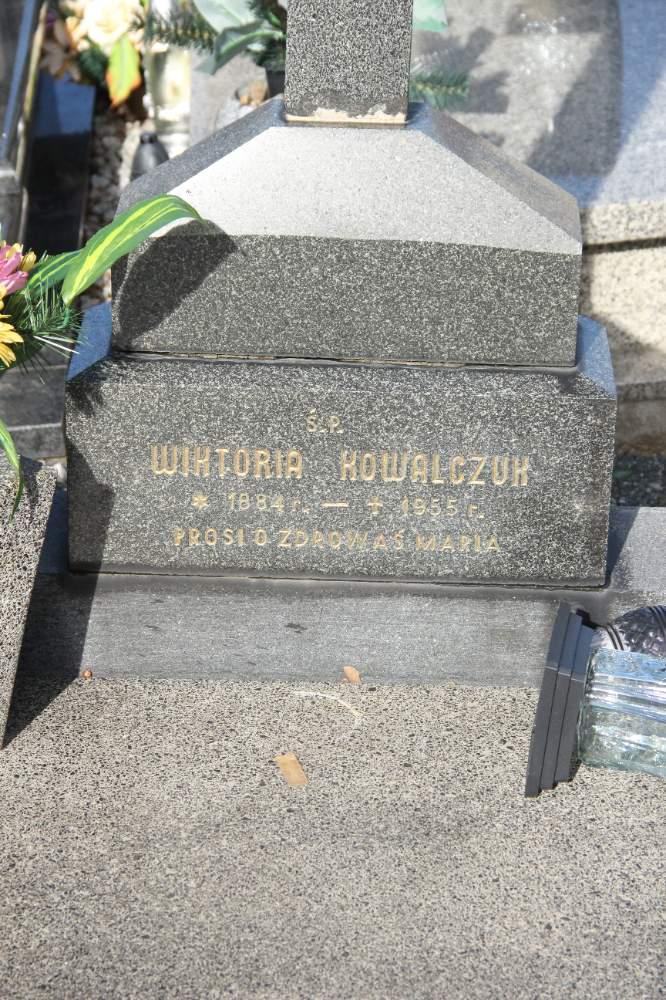 Ś.P.
WIKTORIA KOWALCZUK
* 1884 r. — ✝ 1955 r.
PROSI O ZDROWAŚ MARIA